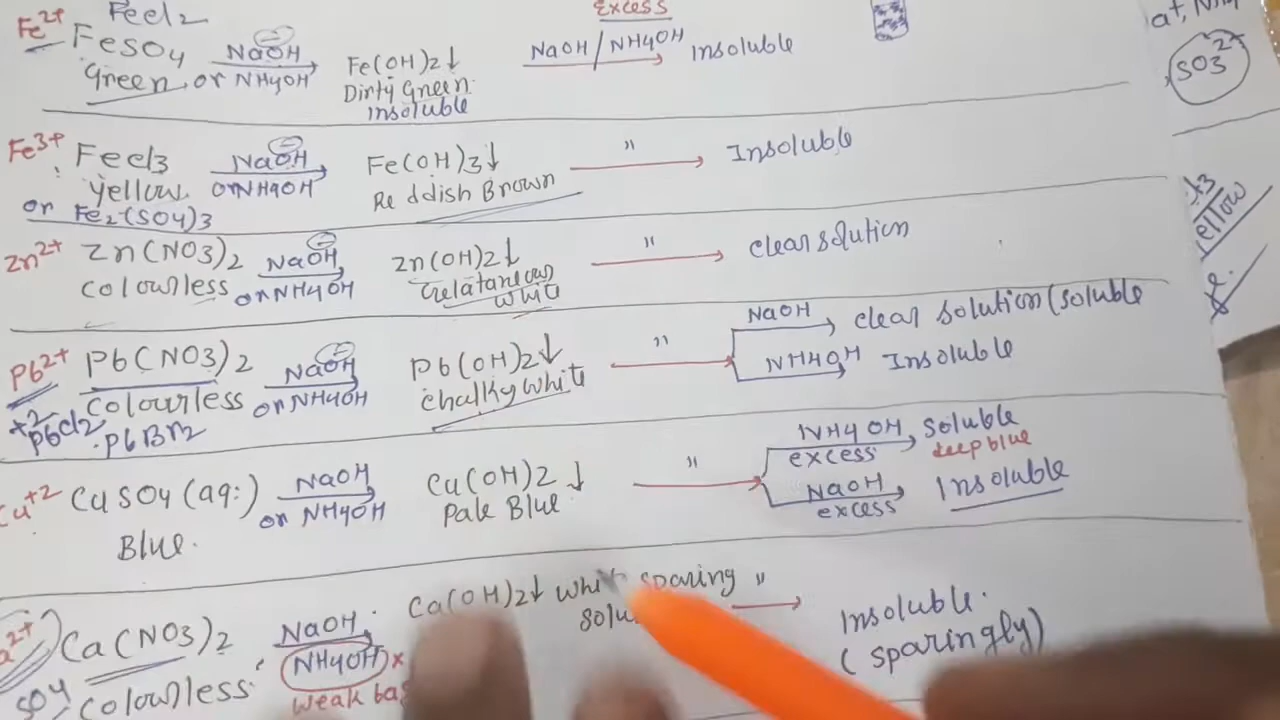 Fe2+ FeCl2
FeSO4 NaOH Fe(OH)2↓ Excess NaOH/NH4OH Insoluble
Green or NH4OH Dirty Green
insoluble
Fe3+ FeCl3 NaOH Fe(OH)3↓ " Insoluble
yellow or NH4OH Reddish Brown
or Fe2(SO4)3
Zn2+ Zn(NO3)2 NaOH Zn(OH)2↓ " clear solution
colourless or NH4OH Gelataneous
white
Pb2+ Pb(NO3)2 NaOH Pb(OH)2↓ " NaOH clear solution (soluble
colourless or NH4OH chalky white NH4OH Insoluble
+2 PbCl2
PbBr2
Cu+2 CuSO4 (aq:) NaOH Cu(OH)2↓ " NH4OH excess soluble
deep blue
Blue. or NH4OH Pale Blue NaOH excess Insoluble
Ca(NO3)2 NaOH. Ca(OH)2↓ sparing " Insoluble.
NH4OH x (sparingly)
SO4 colourless weak
SO3 2-